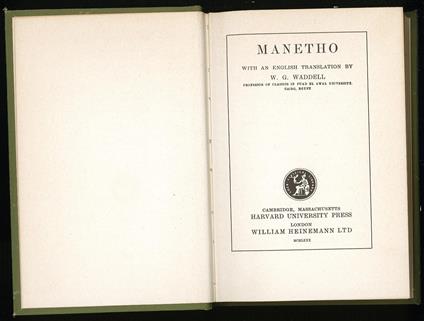 MANETHO
WITH AN ENGLISH TRANSLATION BY
W. G. WADDELL
PROFESSOR OF CLASSICS IN FUAD EL AWAL UNIVERSITY,
CAIRO, EGYPT
CAMBRIDGE, MASSACHUSETTS
HARVARD UNIVERSITY PRESS
LONDON
WILLIAM HEINEMANN LTD
MCMLXXX